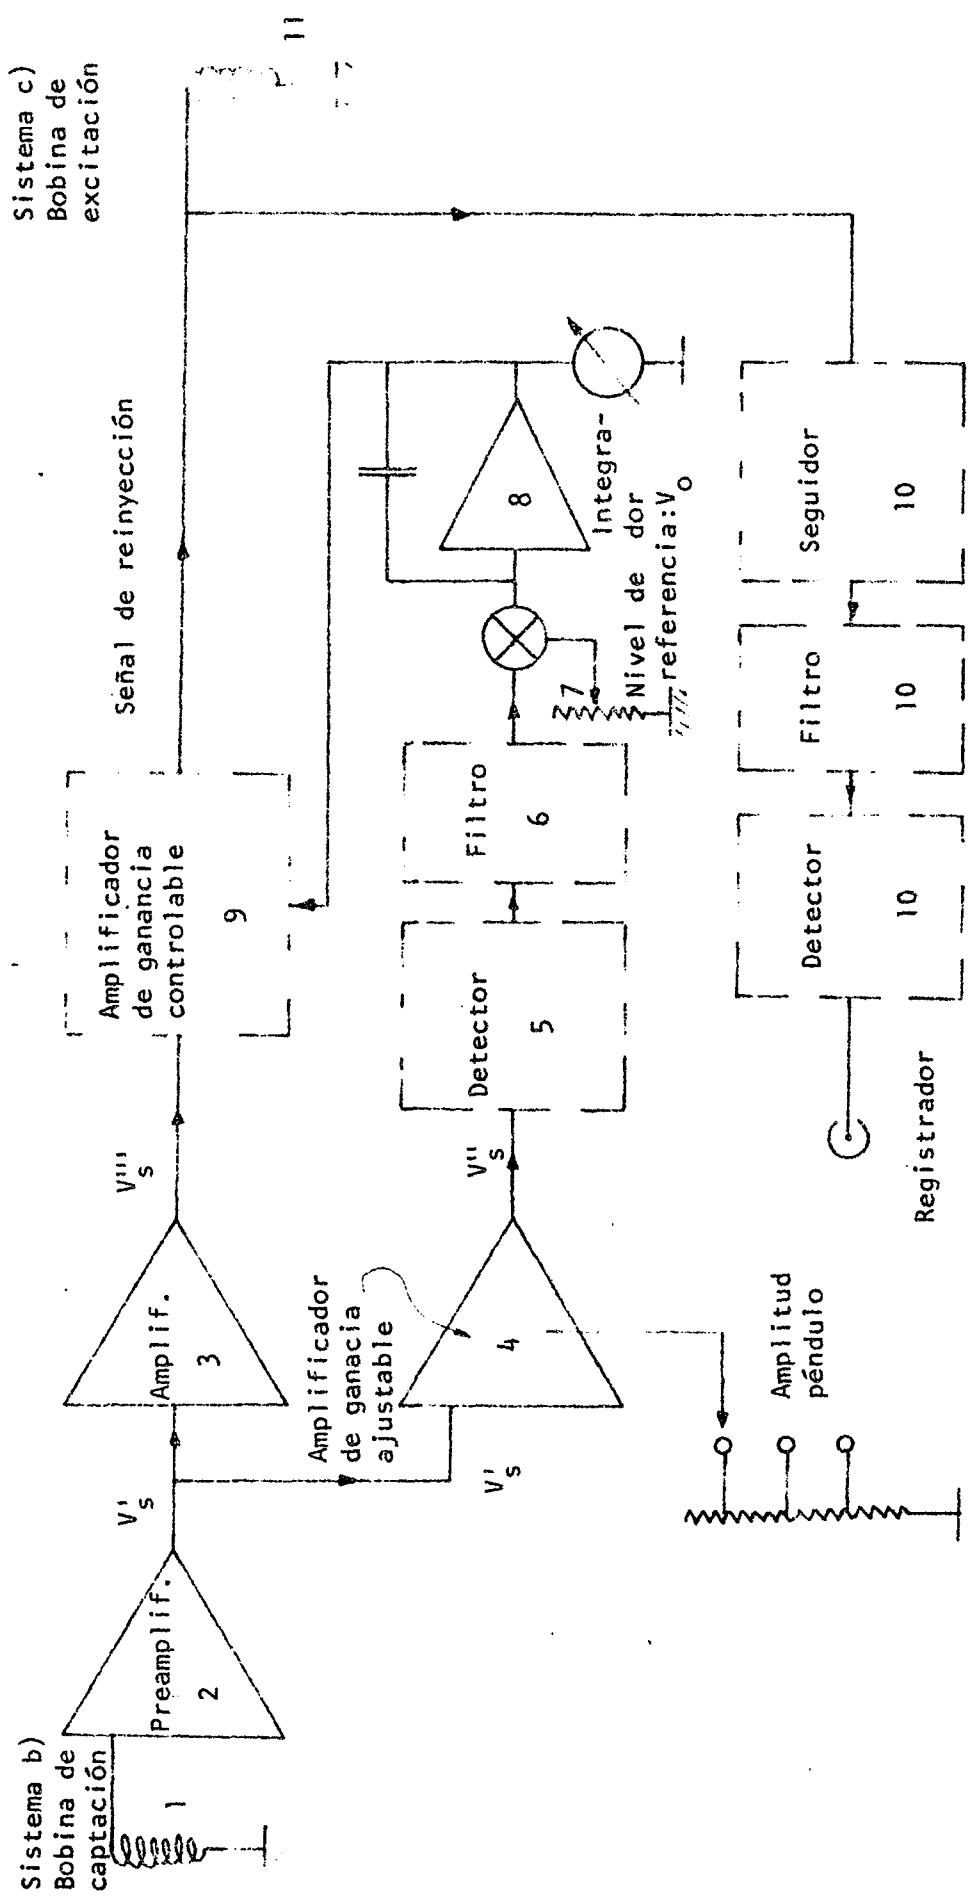 Sistema b)
Bobina de
captación
1
Preamplif.
2
V's
Amplif.
3
V'''s
Amplificador
de ganancia
controlable
9
Señal de reinyección
Sistema c)
Bobina de
excitación
11
Amplificador
de ganacia
ajustable
V's
4
V''s
Detector
5
Filtro
6
7
Nivel de
referencia:Vo
8
Integra-
dor
Amplitud
péndulo
Registrador
Detector
10
Filtro
10
Seguidor
10